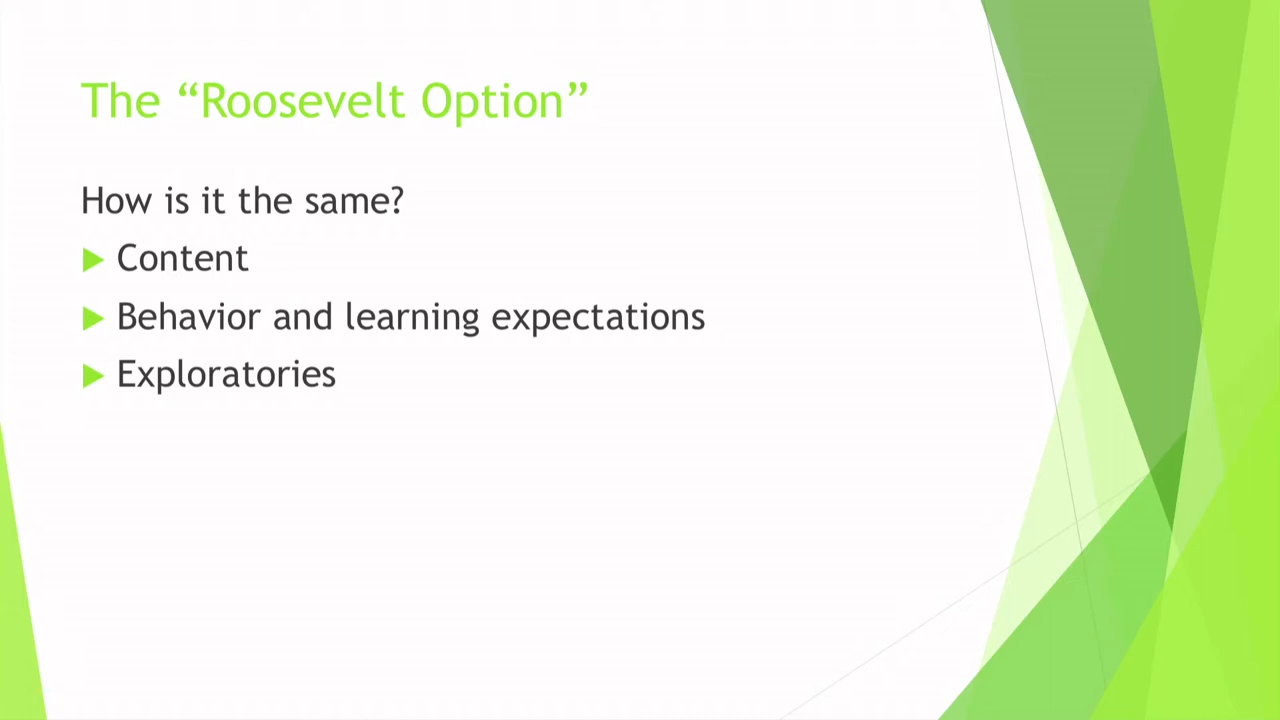 The “Roosevelt Option”
How is it the same?
Content
Behavior and learning expectations
Exploratories